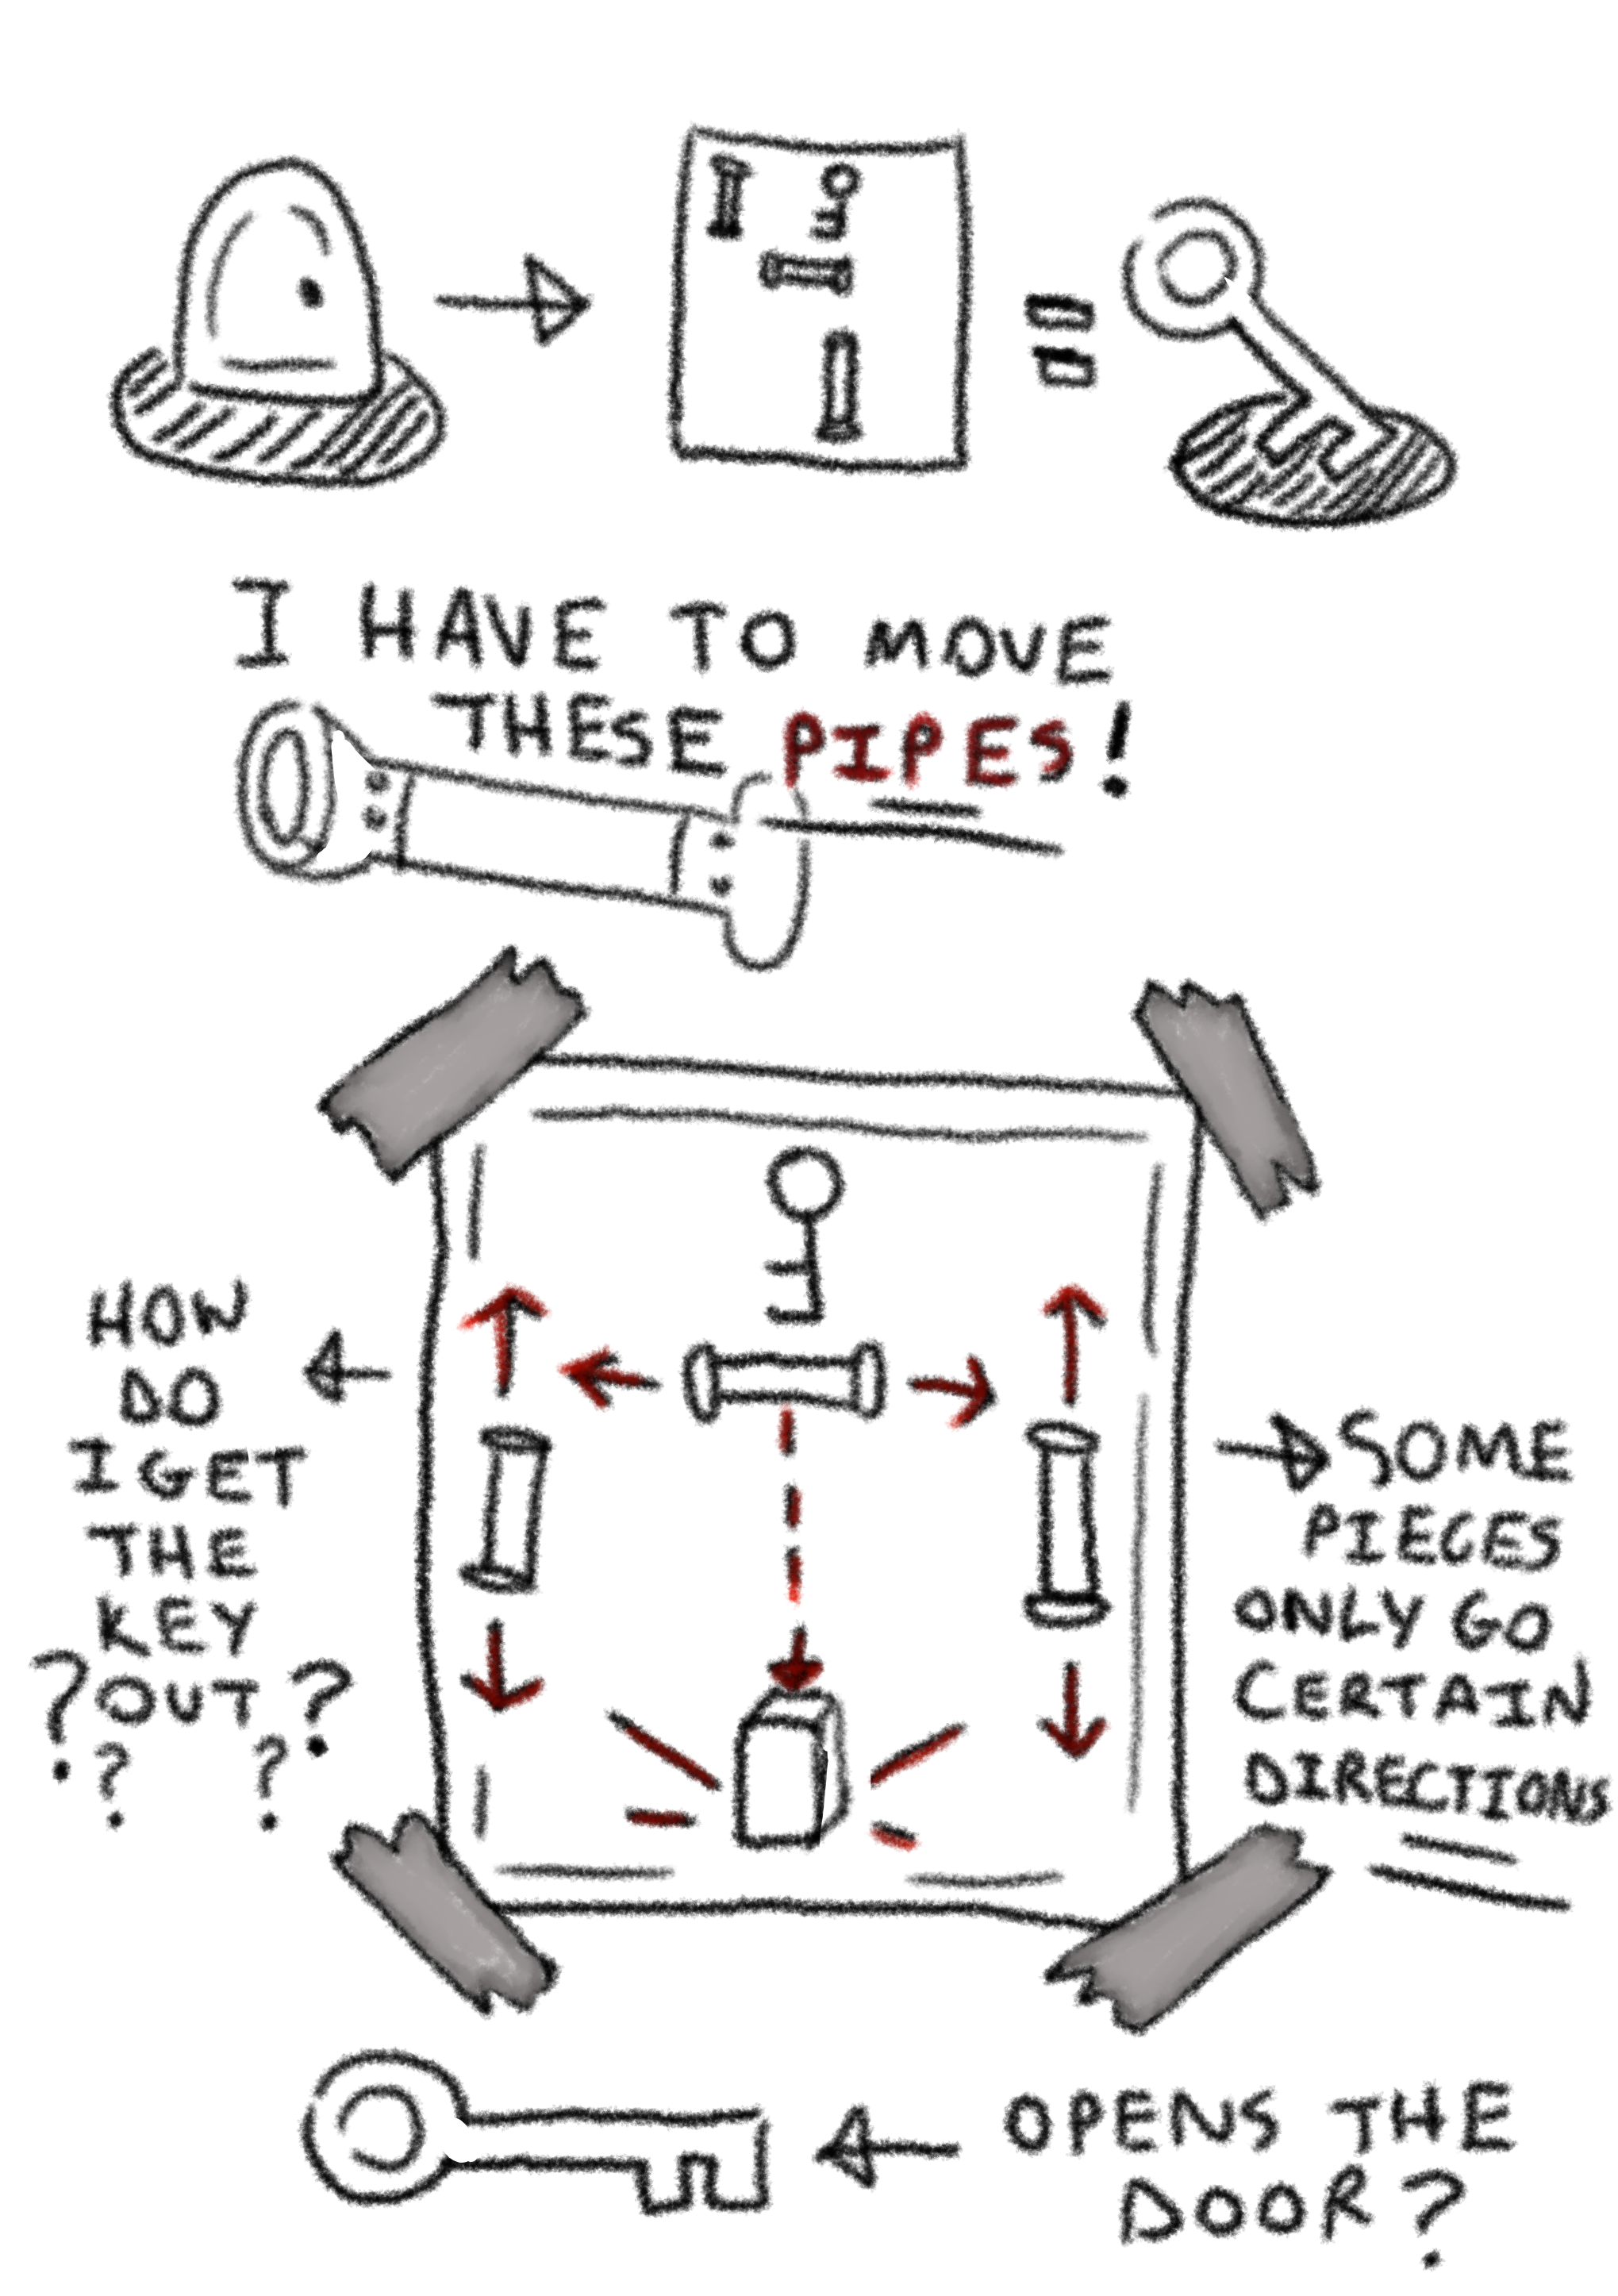 I HAVE TO MOVE
THESE PIPES!
HOW
DO
I GET
THE
KEY
? OUT ?
? ?
SOME
PIECES
ONLY GO
CERTAIN
DIRECTIONS
OPENS THE
DOOR?